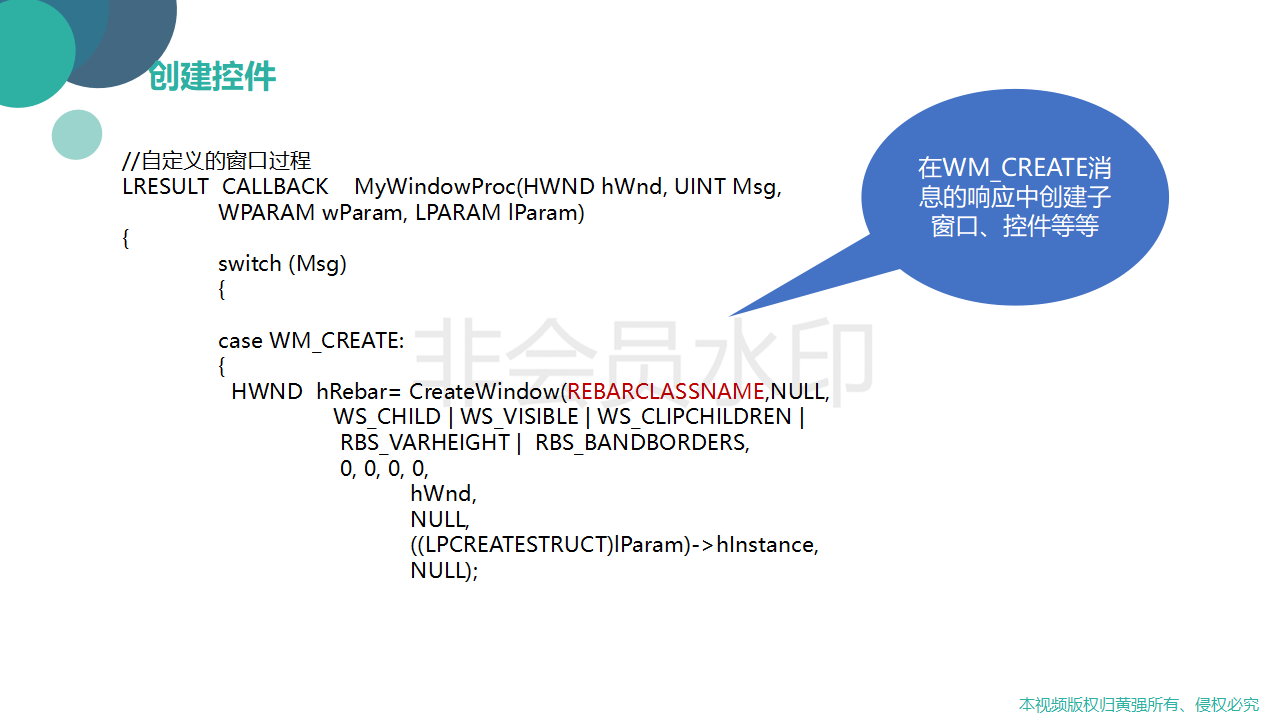 创建控件
//自定义的窗口过程
LRESULT CALLBACK MyWindowProc(HWND hWnd, UINT Msg,
WPARAM wParam, LPARAM lParam)
{
switch (Msg)
{
case WM_CREATE:
{
HWND hRebar= CreateWindow(REBARCLASSNAME,NULL,
WS_CHILD | WS_VISIBLE | WS_CLIPCHILDREN |
RBS_VARHEIGHT | RBS_BANDBORDERS,
0, 0, 0, 0,
hWnd,
NULL,
((LPCREATESTRUCT)lParam)->hInstance,
NULL);
在WM_CREATE消
息的响应中创建子
窗口、控件等等
非会员水印
本视频版权归黄强所有、侵权必究